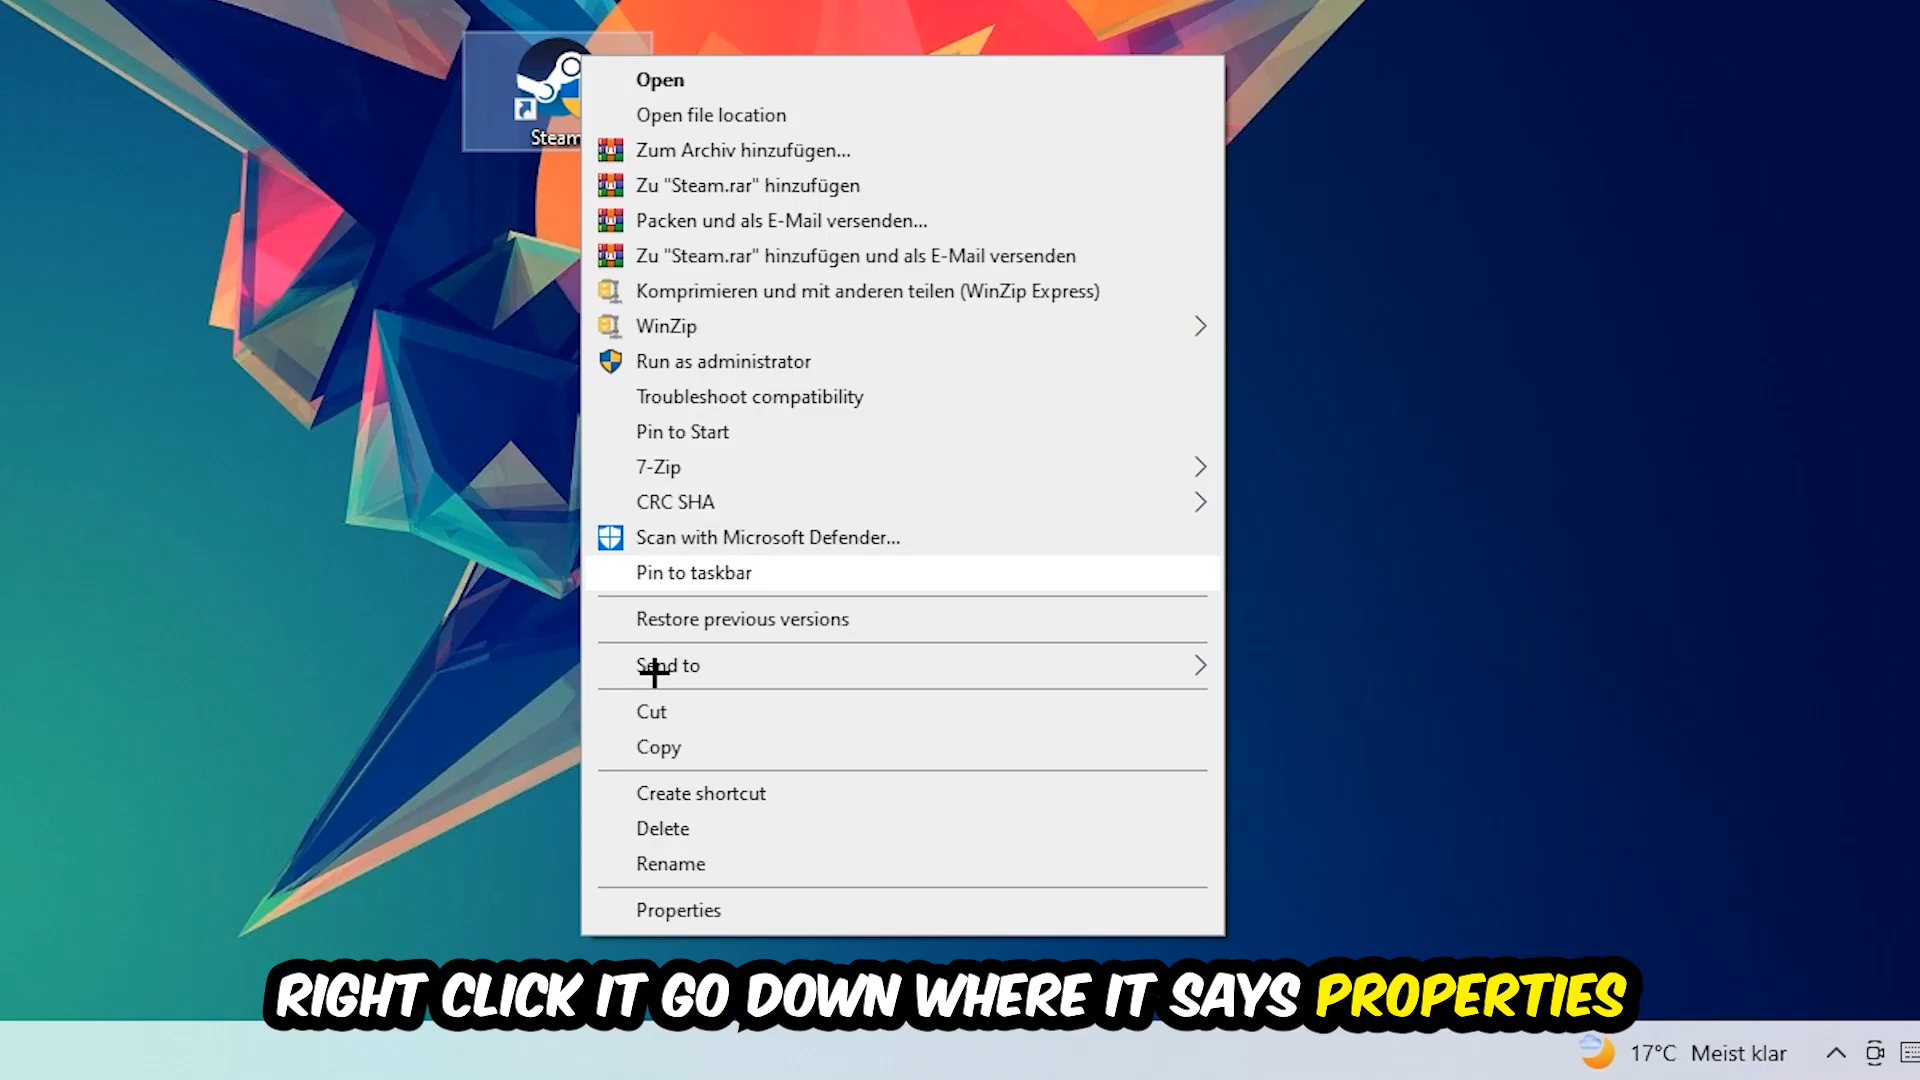 Steam
Open
Open file location
Zum Archiv hinzufügen...
Zu "Steam.rar" hinzufügen
Packen und als E-Mail versenden...
Zu "Steam.rar" hinzufügen und als E-Mail versenden
Komprimieren und mit anderen teilen (WinZip Express)
WinZip
Run as administrator
Troubleshoot compatibility
Pin to Start
7-Zip
CRC SHA
Scan with Microsoft Defender...
Pin to taskbar
Restore previous versions
Send to
Cut
Copy
Create shortcut
Delete
Rename
Properties
RIGHT CLICK IT GO DOWN WHERE IT SAYS PROPERTIES
17°C Meist klar